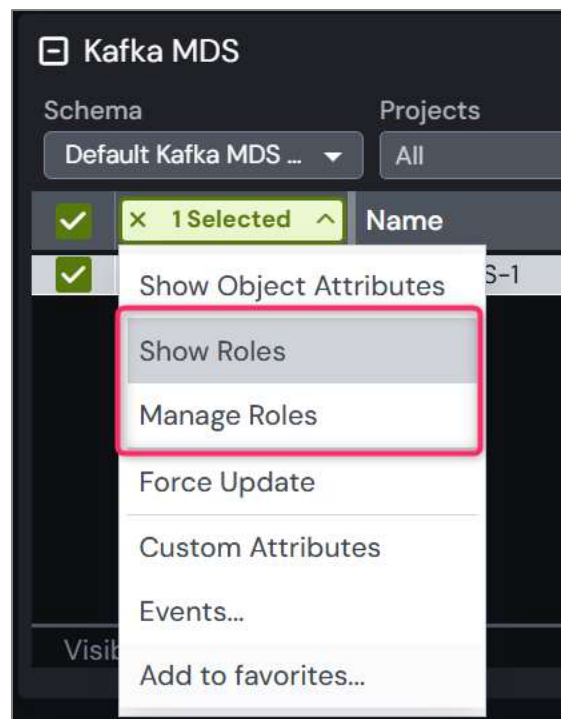 Kafka MDS
Schema Projects
Default Kafka MDS ... All
1 Selected Name
S-1
Show Object Attributes
Show Roles
Manage Roles
Force Update
Custom Attributes
Events...
Add to favorites...